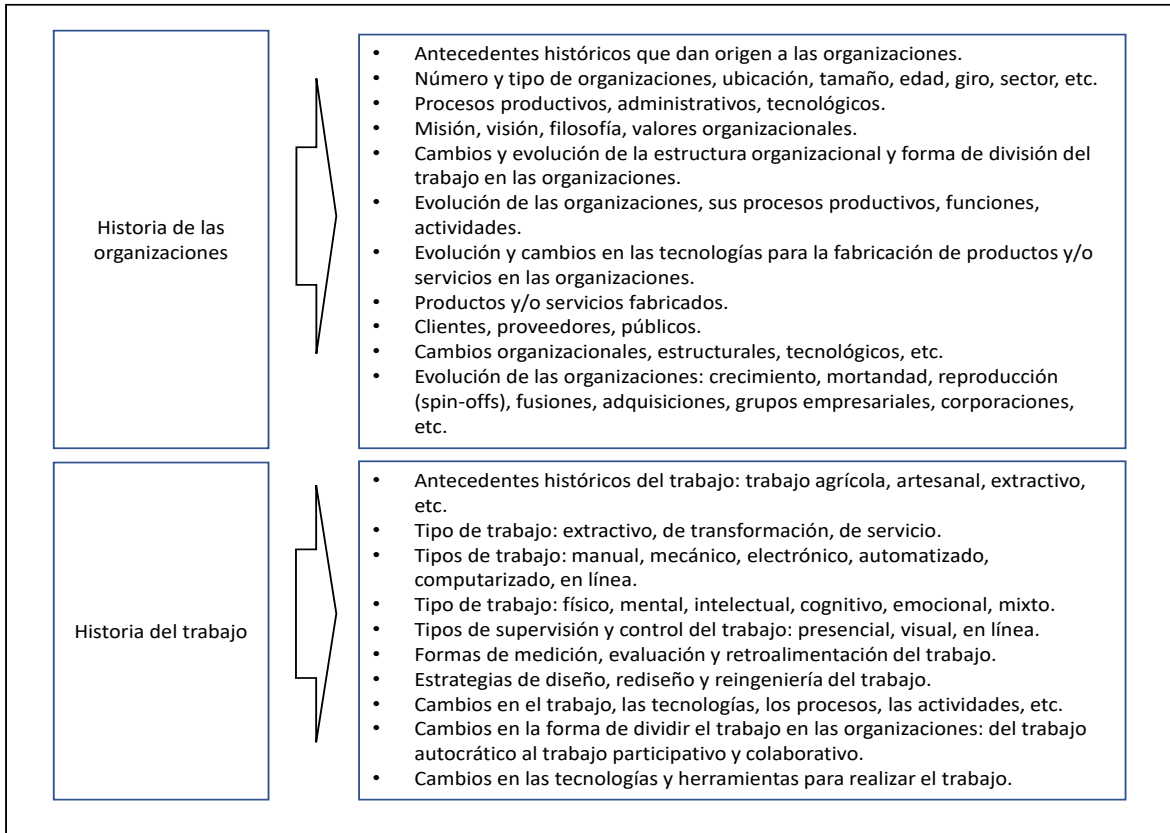 Historia de las
organizaciones
• Antecedentes históricos que dan origen a las organizaciones.
• Número y tipo de organizaciones, ubicación, tamaño, edad, giro, sector, etc.
• Procesos productivos, administrativos, tecnológicos.
• Misión, visión, filosofía, valores organizacionales.
• Cambios y evolución de la estructura organizacional y forma de división del
trabajo en las organizaciones.
• Evolución de las organizaciones, sus procesos productivos, funciones,
actividades.
• Evolución y cambios en las tecnologías para la fabricación de productos y/o
servicios en las organizaciones.
• Productos y/o servicios fabricados.
• Clientes, proveedores, públicos.
• Cambios organizacionales, estructurales, tecnológicos, etc.
• Evolución de las organizaciones: crecimiento, mortandad, reproducción
(spin-offs), fusiones, adquisiciones, grupos empresariales, corporaciones,
etc.
Historia del trabajo
• Antecedentes históricos del trabajo: trabajo agrícola, artesanal, extractivo,
etc.
• Tipo de trabajo: extractivo, de transformación, de servicio.
• Tipos de trabajo: manual, mecánico, electrónico, automatizado,
computarizado, en línea.
• Tipo de trabajo: físico, mental, intelectual, cognitivo, emocional, mixto.
• Tipos de supervisión y control del trabajo: presencial, visual, en línea.
• Formas de medición, evaluación y retroalimentación del trabajo.
• Estrategias de diseño, rediseño y reingeniería del trabajo.
• Cambios en el trabajo, las tecnologías, los procesos, las actividades, etc.
• Cambios en la forma de dividir el trabajo en las organizaciones: del trabajo
autocrático al trabajo participativo y colaborativo.
• Cambios en las tecnologías y herramientas para realizar el trabajo.